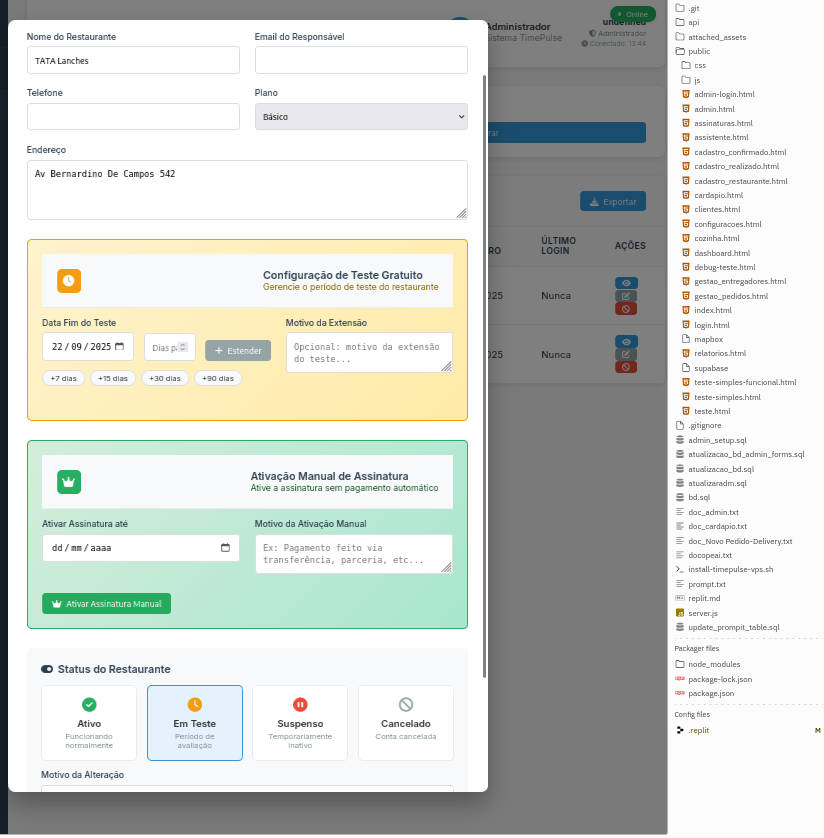 Nome do Restaurante
Email do Responsável
TATA Lanches
Telefone
Plano
Básico
Endereço
Av Bernardino De Campos 542
Configuração de Teste Gratuito
Gerencie o período de teste do restaurante
Data Fim do Teste
Motivo da Extensão
22/09/2025
Dias p
+ Estender
Opcional: motivo da extensão
do teste...
+7 dias
+15 dias
+30 dias
+90 dias
Ativação Manual de Assinatura
Ative a assinatura sem pagamento automático
Ativar Assinatura até
Motivo da Ativação Manual
dd/mm/aaaa
Ex: Pagamento feito via
transferência, parceria, etc...
Ativar Assinatura Manual
Status do Restaurante
Ativo
Funcionando
normalmente
Em Teste
Período de
avaliação
Suspenso
Temporariamente
inativo
Cancelado
Conta cancelada
Motivo da Alteração
Online
Administrador
Sistema TimePulse
undefined
Administrador
Conectado: 13:44
rar
Exportar
RO
ÚLTIMO
LOGIN
AÇÕES
025
Nunca
025
Nunca
.git
api
attached_assets
public
css
js
admin-login.html
admin.html
assinaturas.html
assistente.html
cadastro_confirmado.html
cadastro_realizado.html
cadastro_restaurante.html
cardapio.html
clientes.html
configuracoes.html
cozinha.html
dashboard.html
debug-teste.html
gestao_entregadores.html
gestao_pedidos.html
index.html
login.html
mapbox
relatorios.html
supabase
teste-simples-funcional.html
teste-simples.html
teste.html
.gitignore
admin_setup.sql
atualizacao_bd_admin_forms.sql
atualizacao_bd.sql
atualizaradm.sql
bd.sql
doc_admin.txt
doc_cardapio.txt
doc_Novo Pedido-Delivery.txt
docopeai.txt
install-timepulse-vps.sh
prompt.txt
replit.md
server.js
update_prompit_table.sql
Packager files
node_modules
package-lock.json
package.json
Config files
.replit
M